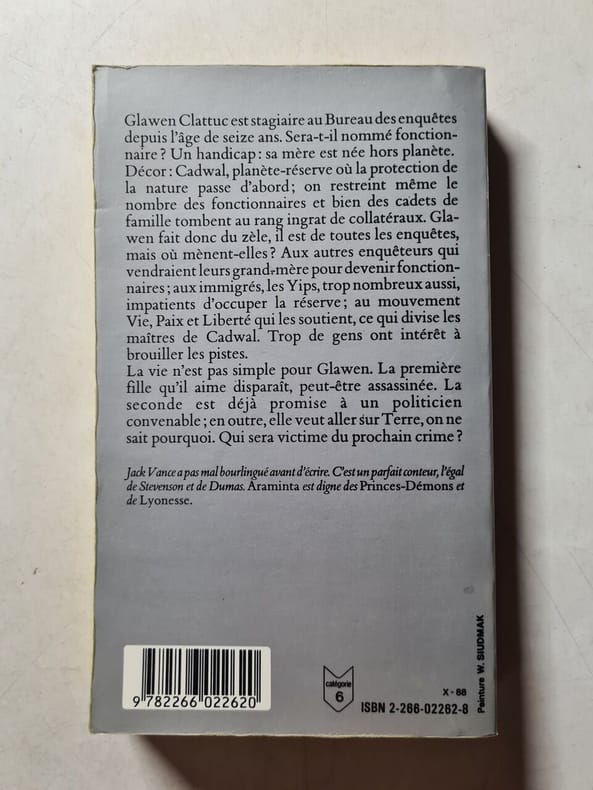 Glawen Clattuc est stagiaire au Bureau des enquêtes
depuis l'âge de seize ans. Sera-t-il nommé fonction-
naire ? Un handicap : sa mère est née hors planète.
Décor : Cadwal, planète-réserve où la protection de
la nature passe d'abord ; on restreint même le
nombre des fonctionnaires et bien des cadets de
famille tombent au rang ingrat de collatéraux. Gla-
wen fait donc du zèle, il est de toutes les enquêtes,
mais où mènent-elles ? Aux autres enquêteurs qui
vendraient leurs grand-mère pour devenir fonction-
naires ; aux immigrés, les Yips, trop nombreux aussi,
impatients d'occuper la réserve ; au mouvement
Vie, Paix et Liberté qui les soutient, ce qui divise les
maîtres de Cadwal. Trop de gens ont intérêt à
brouiller les pistes.
La vie n'est pas simple pour Glawen. La première
fille qu'il aime disparaît, peut-être assassinée. La
seconde est déjà promise à un politicien
convenable ; en outre, elle veut aller sur Terre, on ne
sait pourquoi. Qui sera victime du prochain crime ?
Jack Vance a pas mal bourlingué avant d'écrire. C'est un parfait conteur, l'égal
de Stevenson et de Dumas. Araminta est digne des Princes-Démons et
de Lyonesse.
9 782266 022620
catégorie
6
X - 88
ISBN 2-266-02262-8
Peinture W. SIUDMAK